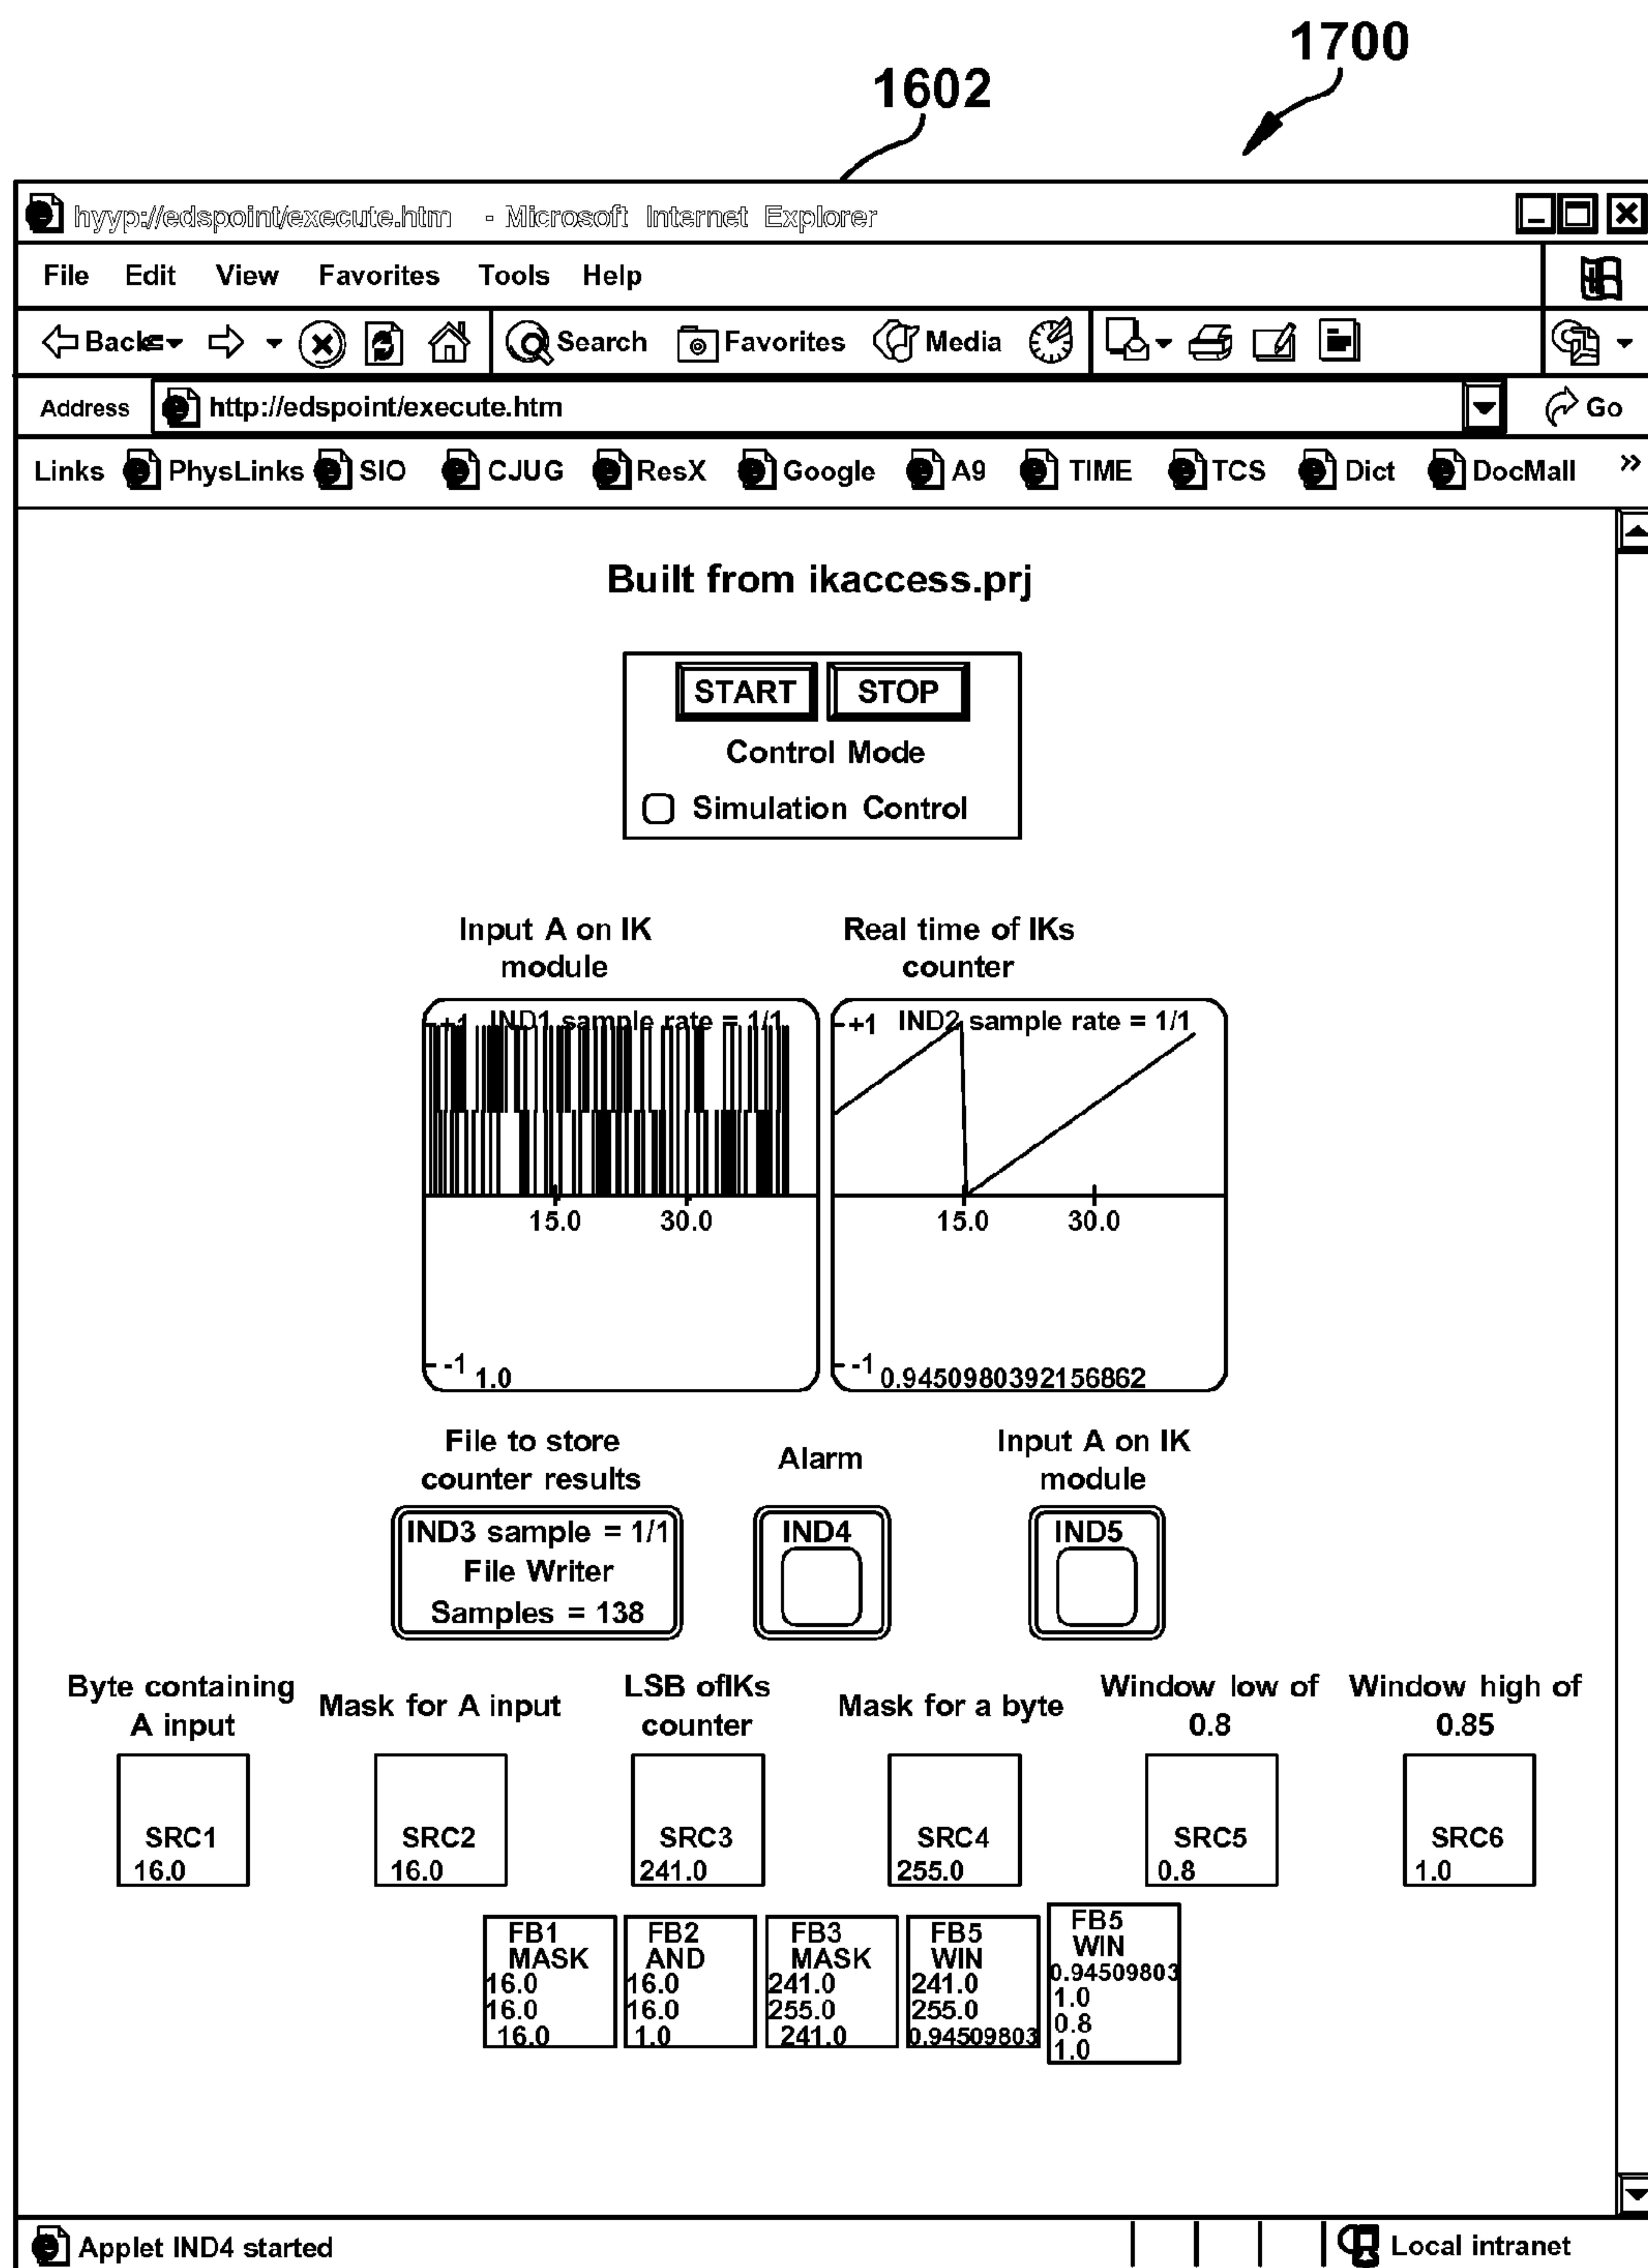 1700
1602
hyyp://edspoint/execute.htm - Microsoft Internet Explorer
File Edit View Favorites Tools Help
Back Search Favorites Media
Address http://edspoint/execute.htm Go
Links PhysLinks SIO CJUG ResX Google A9 TIME TCS Dict DocMall »
Built from ikaccess.prj
START STOP
Control Mode
Simulation Control
Input A on IK
module
Real time of IKs
counter
+1 IND1 sample rate = 1/1
15.0 30.0
-1 1.0
+1 IND2 sample rate = 1/1
15.0 30.0
-1 0.9450980392156862
File to store
counter results
IND3 sample = 1/1
File Writer
Samples = 138
Alarm
IND4
Input A on IK
module
IND5
Byte containing
A input
SRC1
16.0
Mask for A input
SRC2
16.0
LSB ofIKs
counter
SRC3
241.0
Mask for a byte
SRC4
255.0
Window low of
0.8
SRC5
0.8
Window high of
0.85
SRC6
1.0
FB1
MASK
16.0
16.0
16.0
FB2
AND
16.0
16.0
1.0
FB3
MASK
241.0
255.0
241.0
FB5
WIN
241.0
255.0
0.94509803
FB5
WIN
0.94509803
1.0
0.8
1.0
Applet IND4 started Local intranet